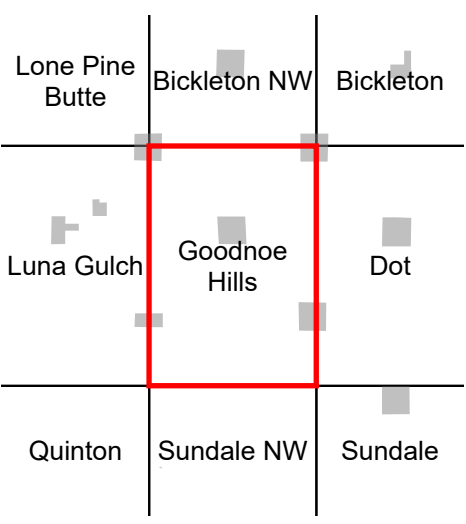 Lone Pine
Butte
Bickleton NW
Bickleton
Luna Gulch
Goodnoe
Hills
Dot
Quinton
Sundale NW
Sundale